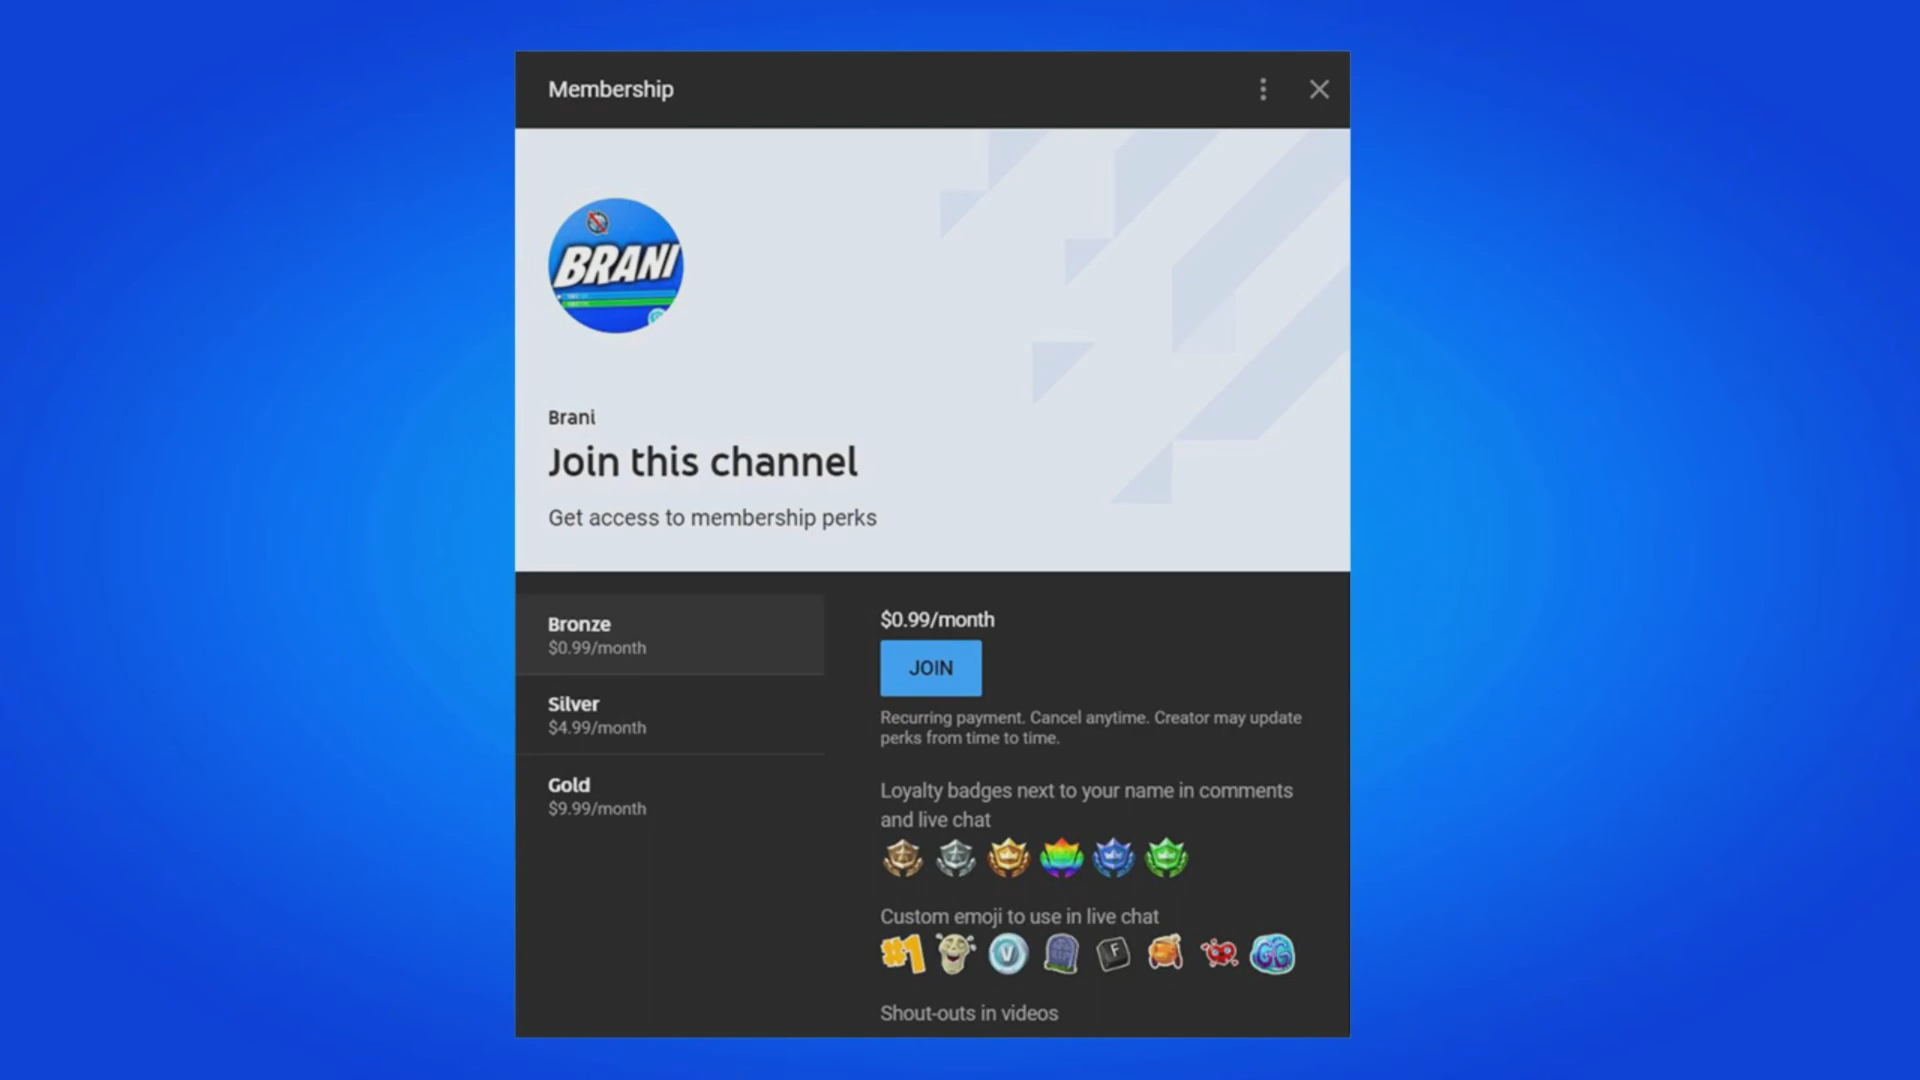 Membership
BRANI
Brani
Join this channel
Get access to membership perks
Bronze
$0.99/month
Silver
$4.99/month
Gold
$9.99/month
$0.99/month
JOIN
Recurring payment. Cancel anytime. Creator may update
perks from time to time.
Loyalty badges next to your name in comments
and live chat
Custom emoji to use in live chat
#1
V
F
GG
Shout-outs in videos